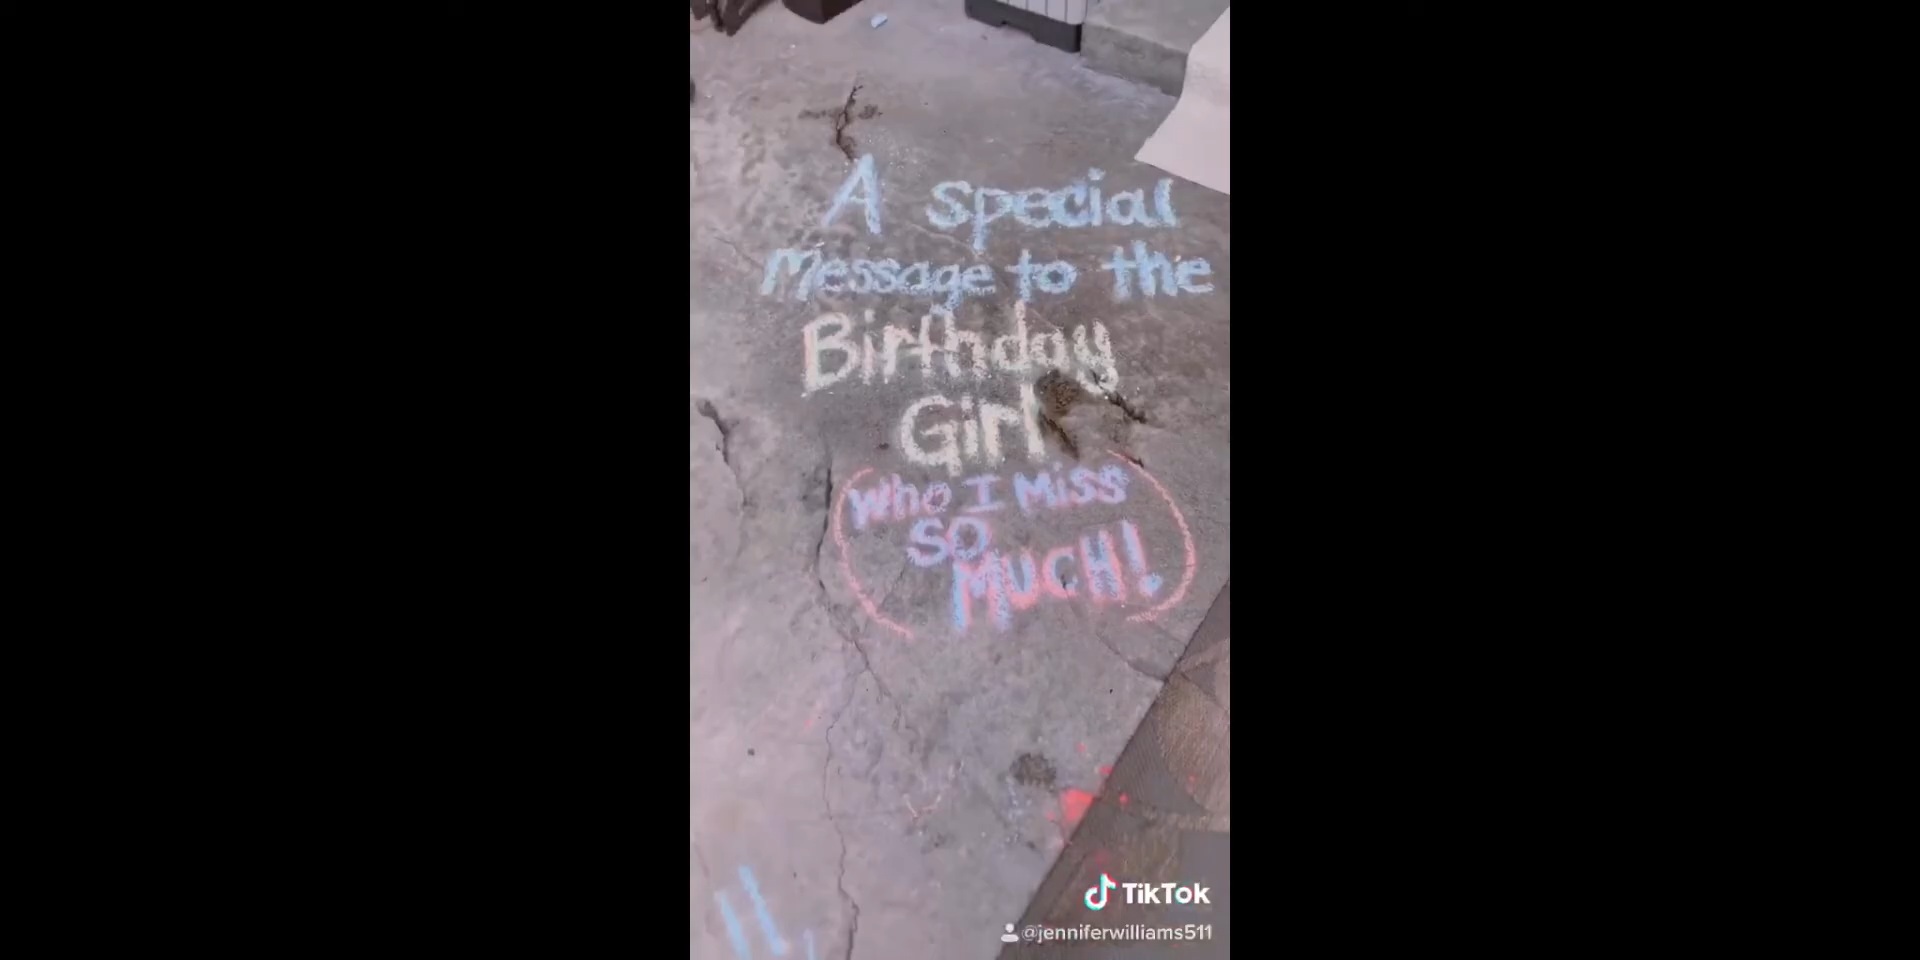 A special
Message to the
Birthday
Girl
(Who I Miss
SO
MUCH!)
TikTok
@jenniferwilliams511